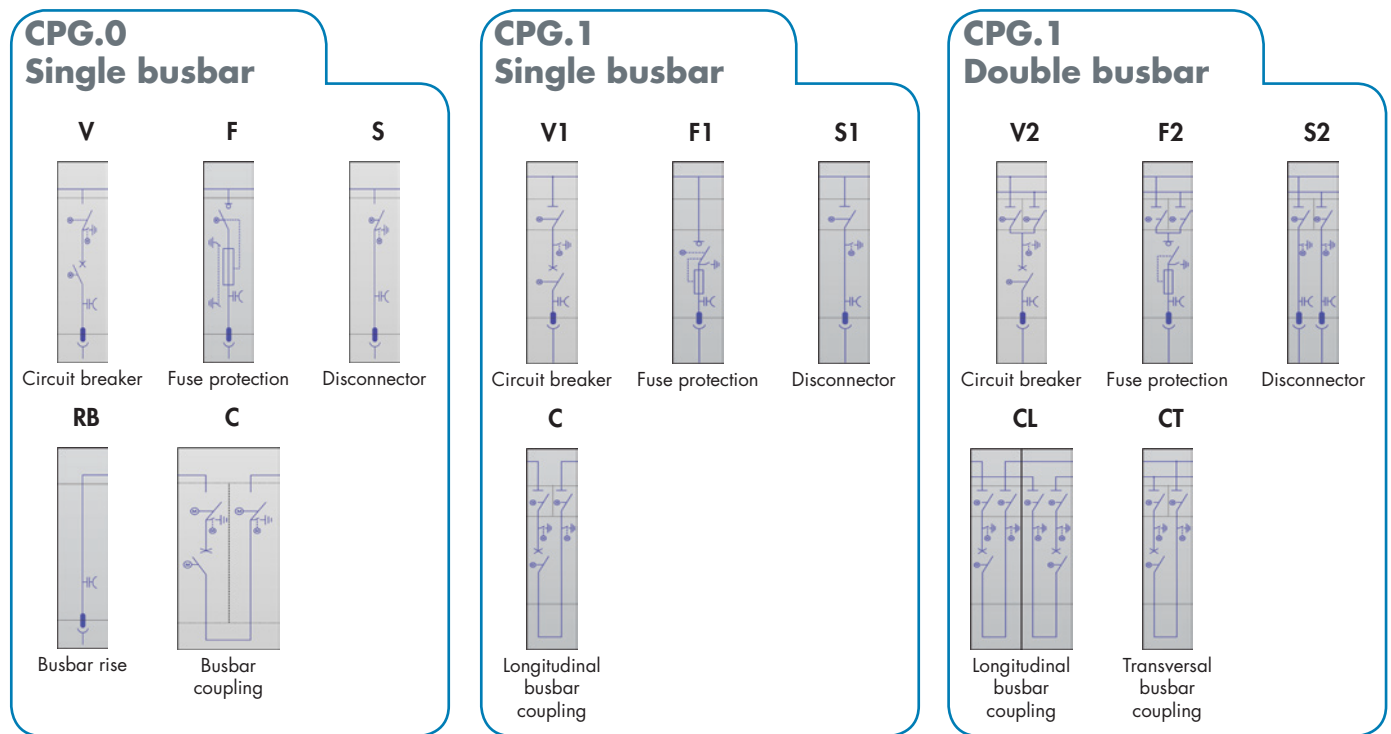 CPG.0
Single busbar
V
F
S
Circuit breaker
Fuse protection
Disconnector
RB
C
Busbar rise
Busbar
coupling
CPG.1
Single busbar
V1
F1
S1
Circuit breaker
Fuse protection
Disconnector
C
Longitudinal
busbar
coupling
CPG.1
Double busbar
V2
F2
S2
Circuit breaker
Fuse protection
Disconnector
CL
CT
Longitudinal
busbar
coupling
Transversal
busbar
coupling